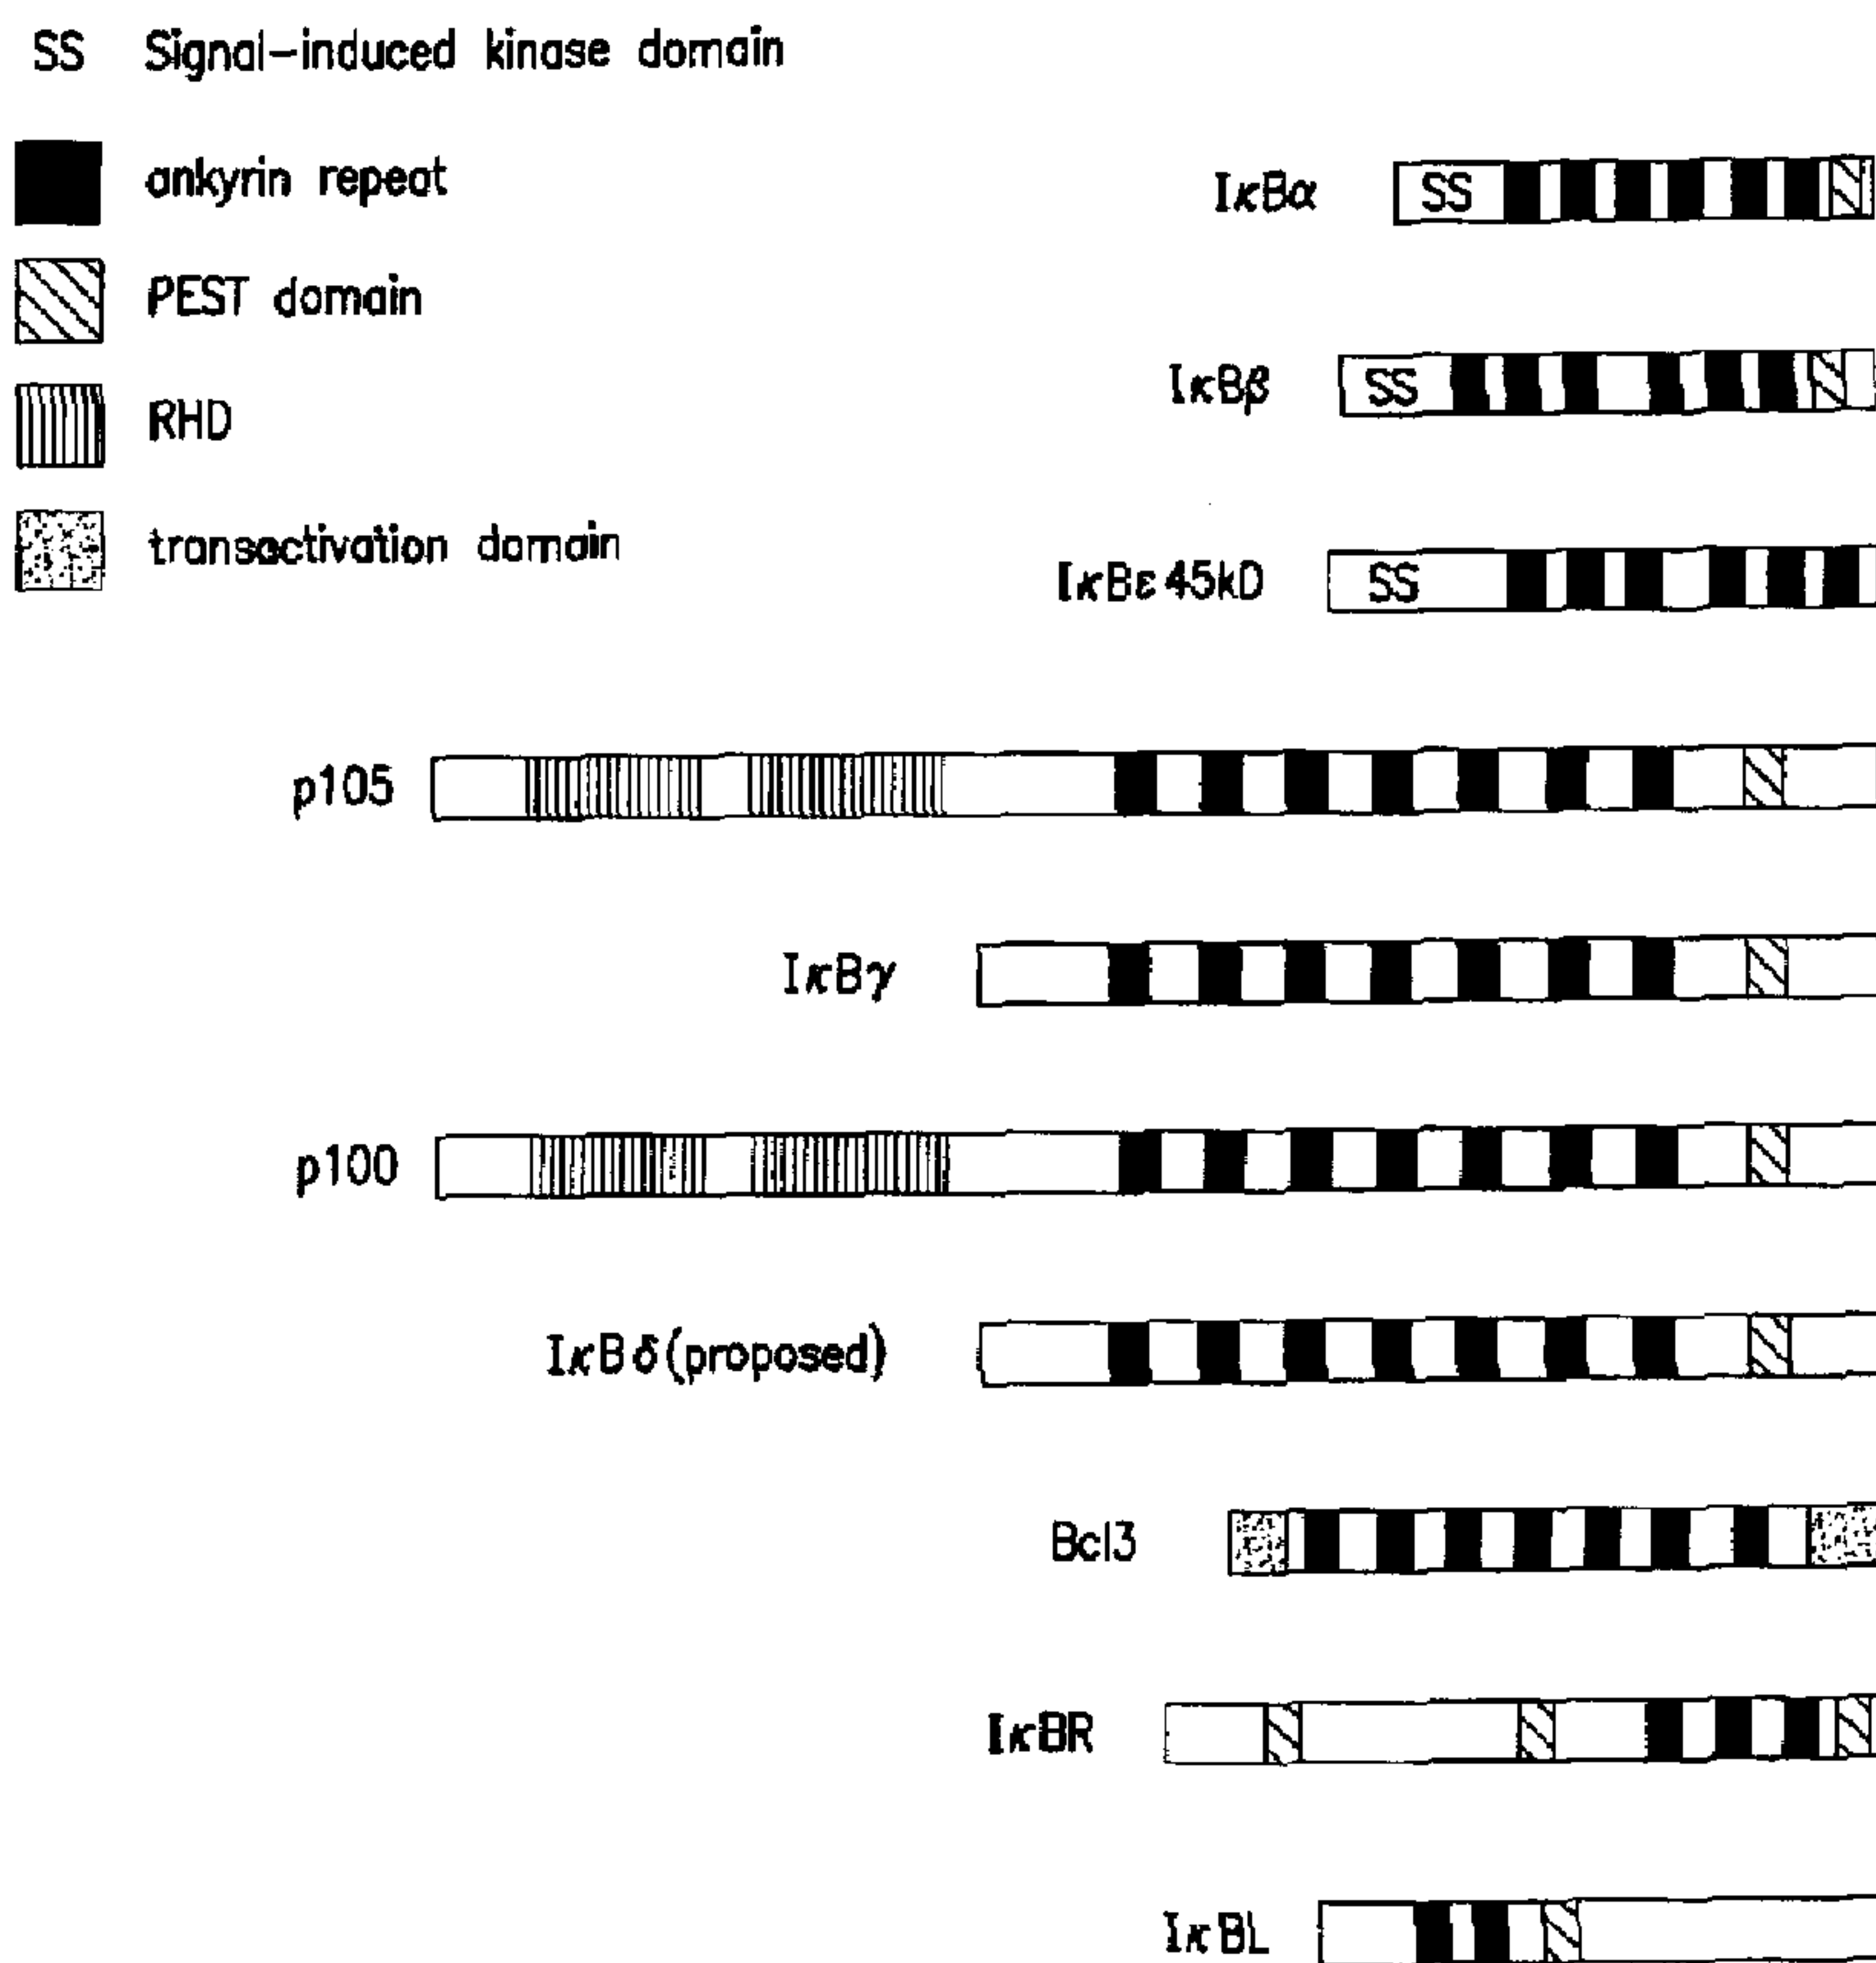 SS Signal-induced kinase domain
ankyrin repeat
PEST domain
RHD
transactivation domain
IκBα
SS
IκBβ
SS
IκBε 45kD
SS
p105
IκBγ
p100
IκBδ(proposed)
Bcl3
IκBR
IκBL